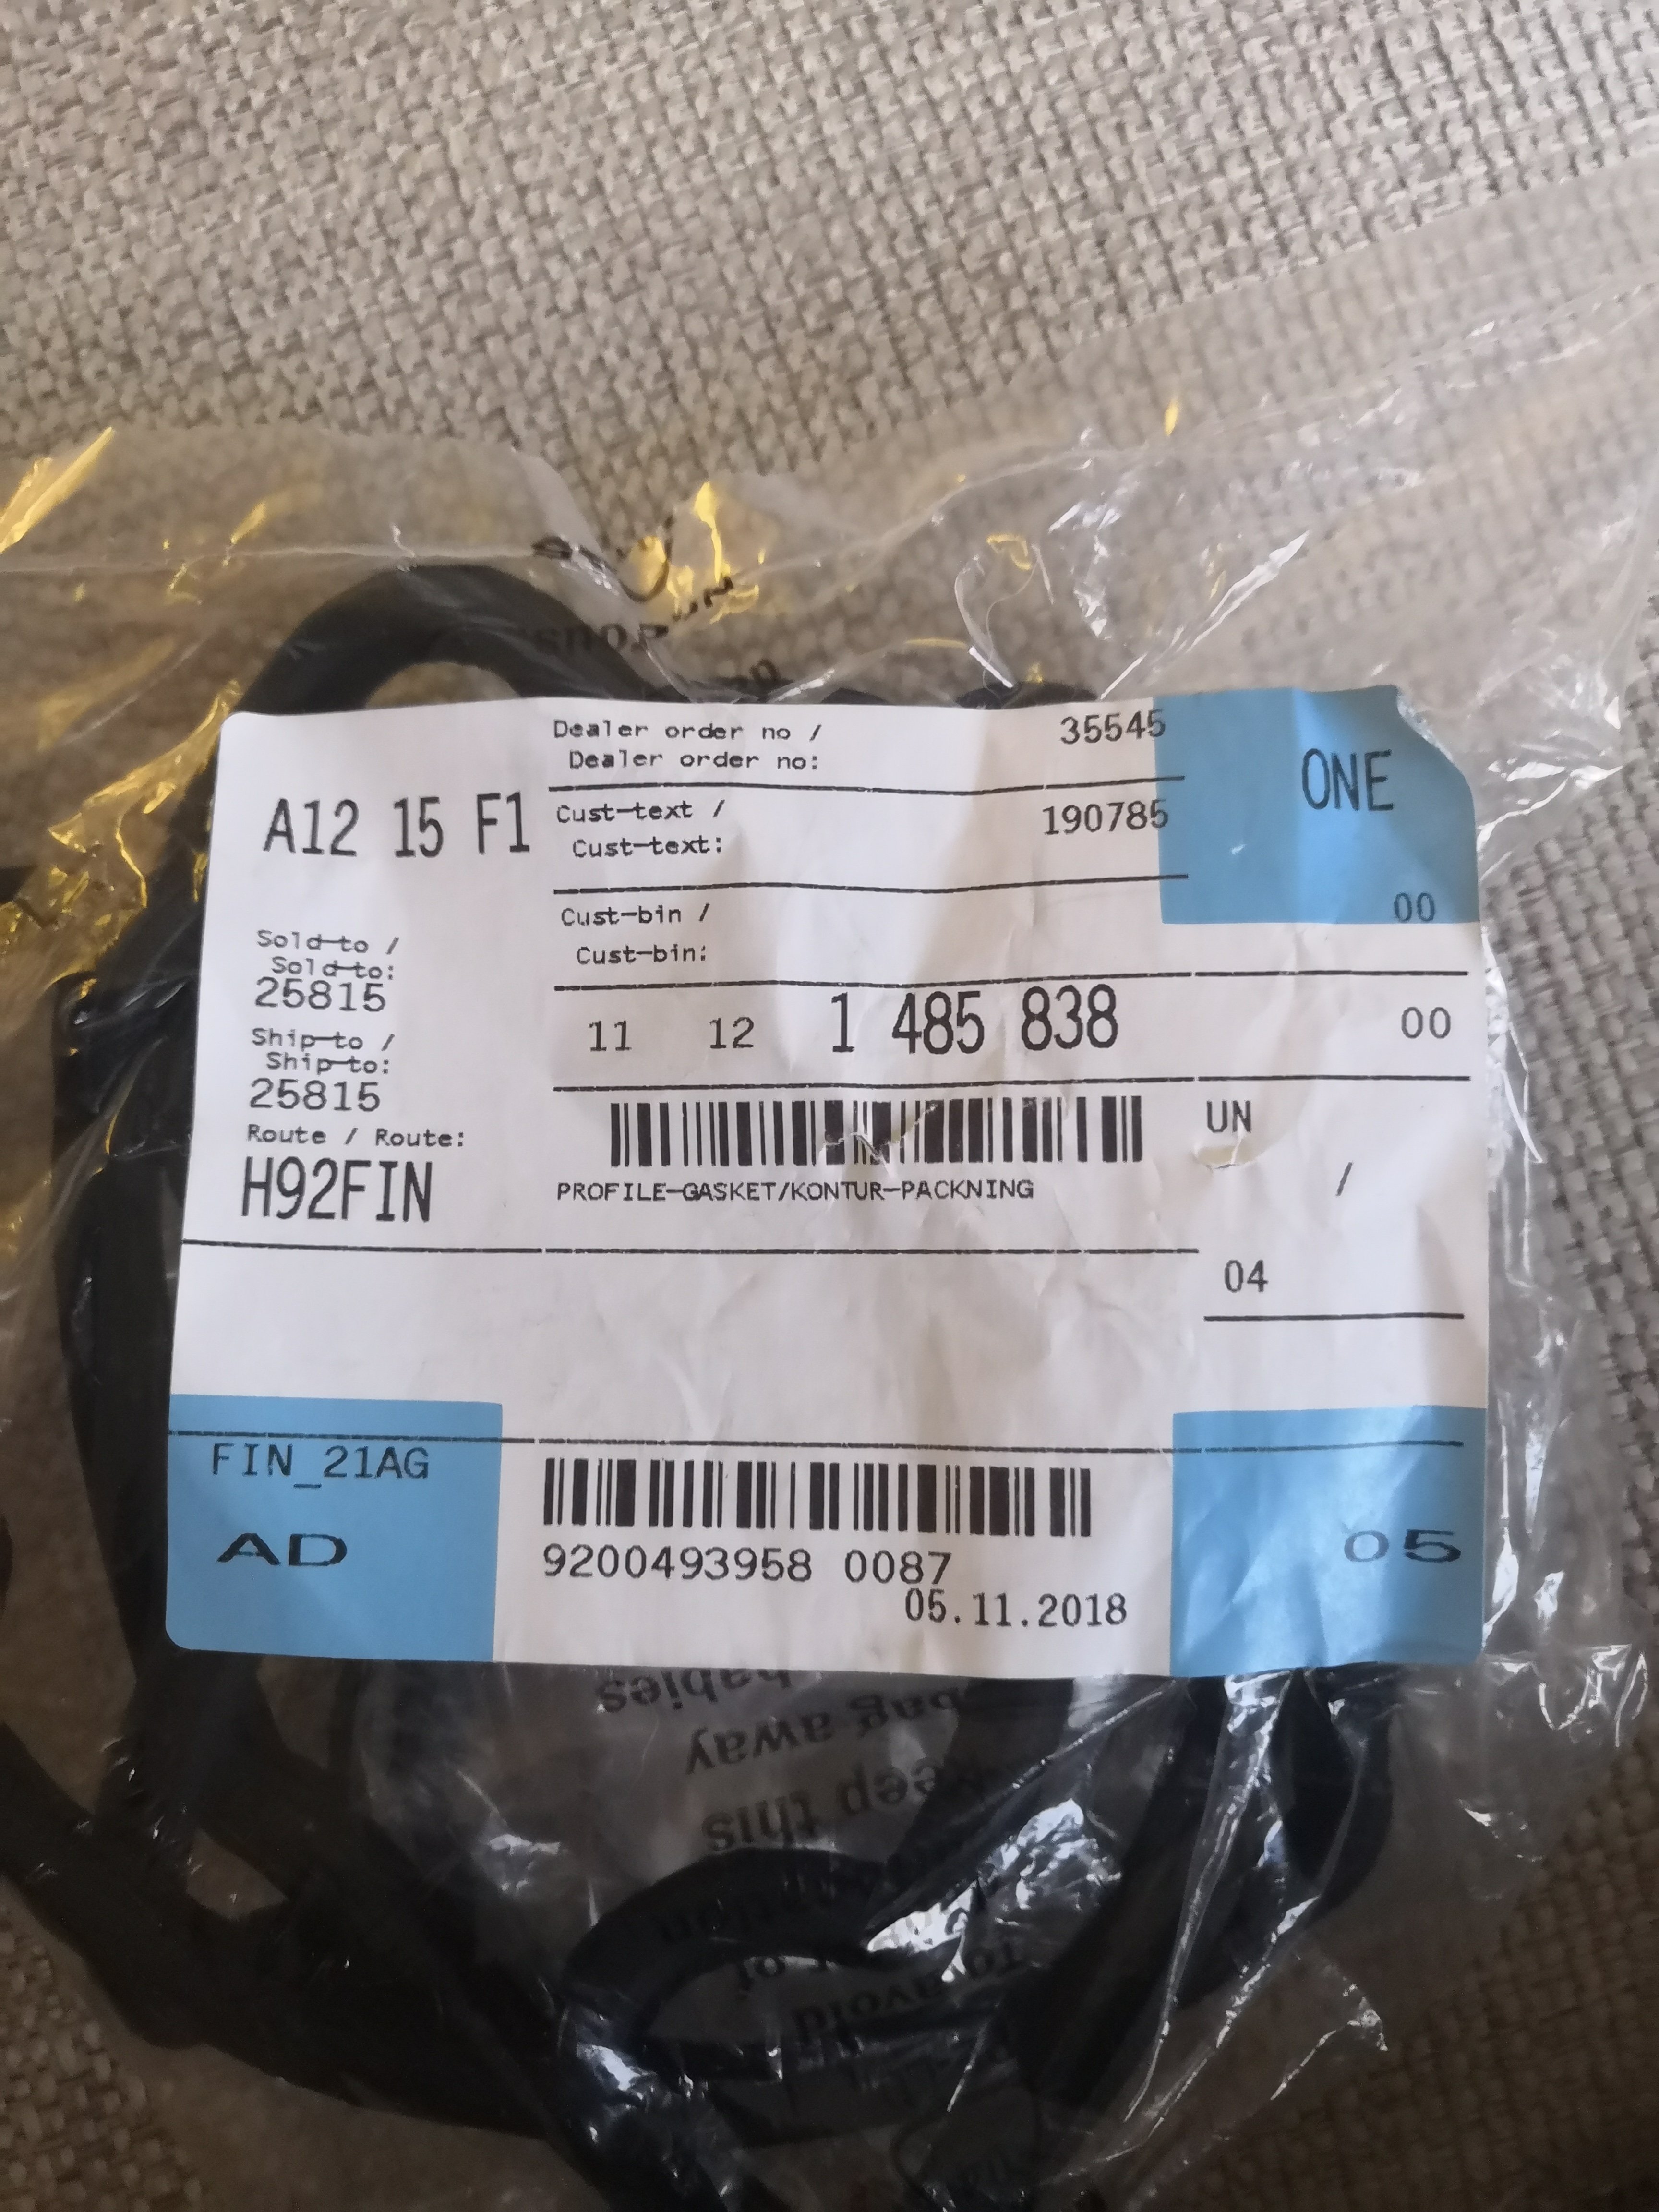 Dealer order no / 35545
Dealer order no:
ONE
A12 15 F1
Cust-text / 190785
Cust-text:
00
Cust-bin /
Cust-bin:
Sold-to /
Sold-to:
25815
11 12 1 485 838 00
Ship-to /
Ship-to:
25815
UN
Route / Route:
H92FIN
PROFILE-GASKET/KONTUR-PACKNING
/
04
FIN_21AG
AD
05
9200493958 0087
05.11.2018
babies
bag away
keep this
of
To avoid